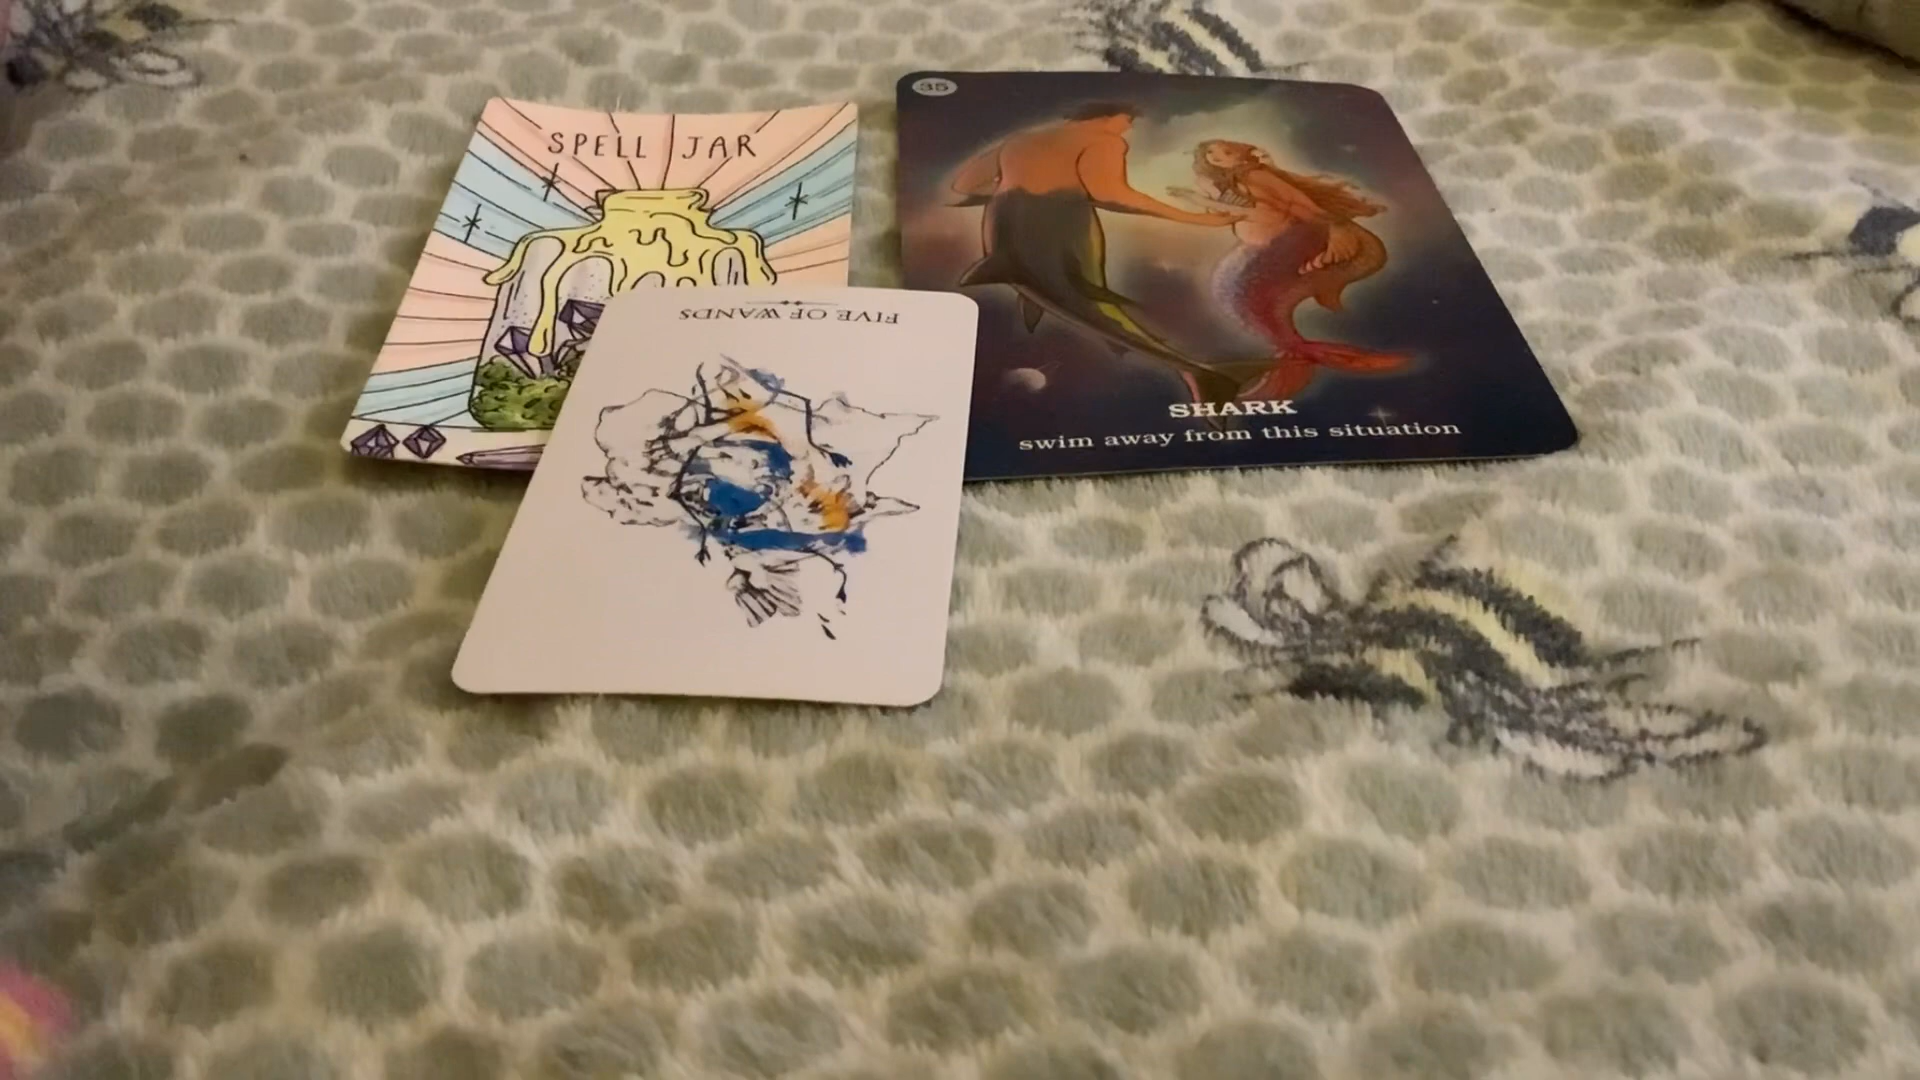 SPELL JAR
35
SHARK
swim away from this situation
FIVE OF WANDS